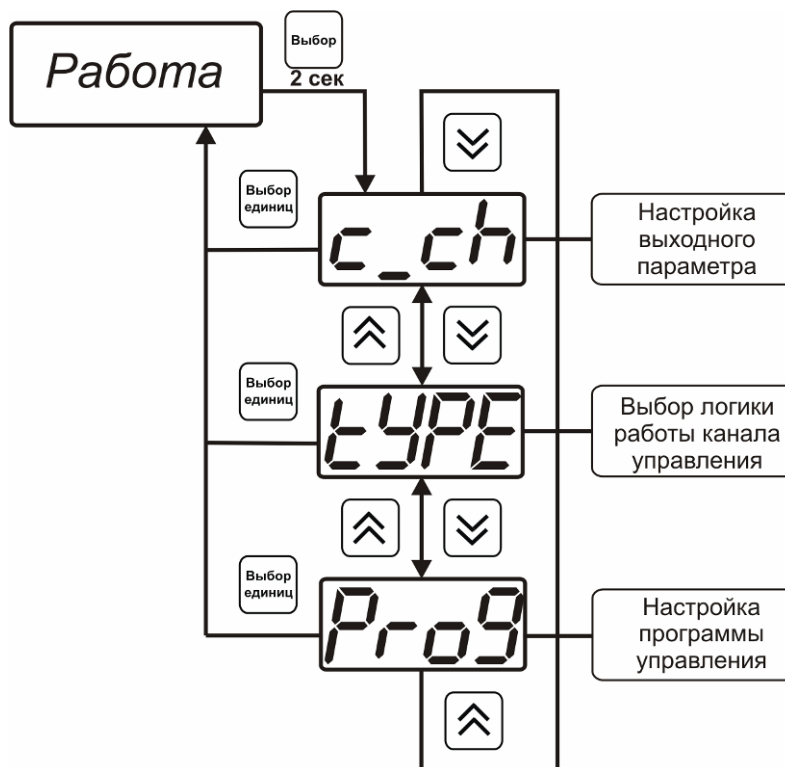 Работа
Выбор
2 сек
Выбор
единиц
c_ch
Настройка
выходного
параметра
Выбор
единиц
tYPE
Выбор логики
работы канала
управления
Выбор
единиц
Prog
Настройка
программы
управления